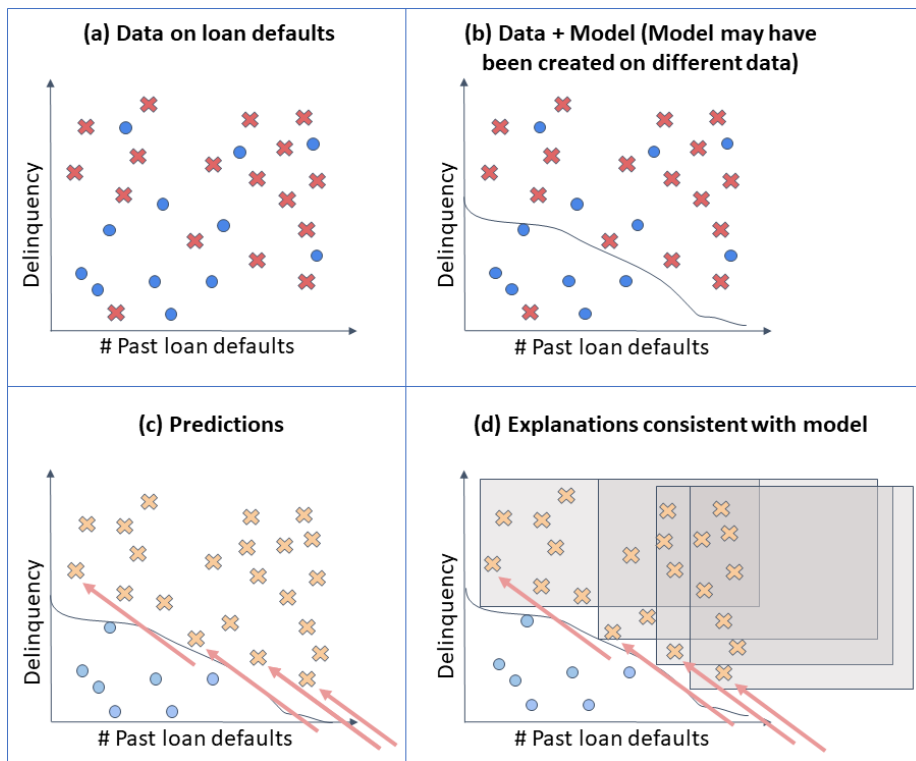 (a) Data on loan defaults
Delinquency
# Past loan defaults
(b) Data + Model (Model may have
been created on different data)
Delinquency
# Past loan defaults
(c) Predictions
Delinquency
# Past loan defaults
(d) Explanations consistent with model
Delinquency
# Past loan defaults